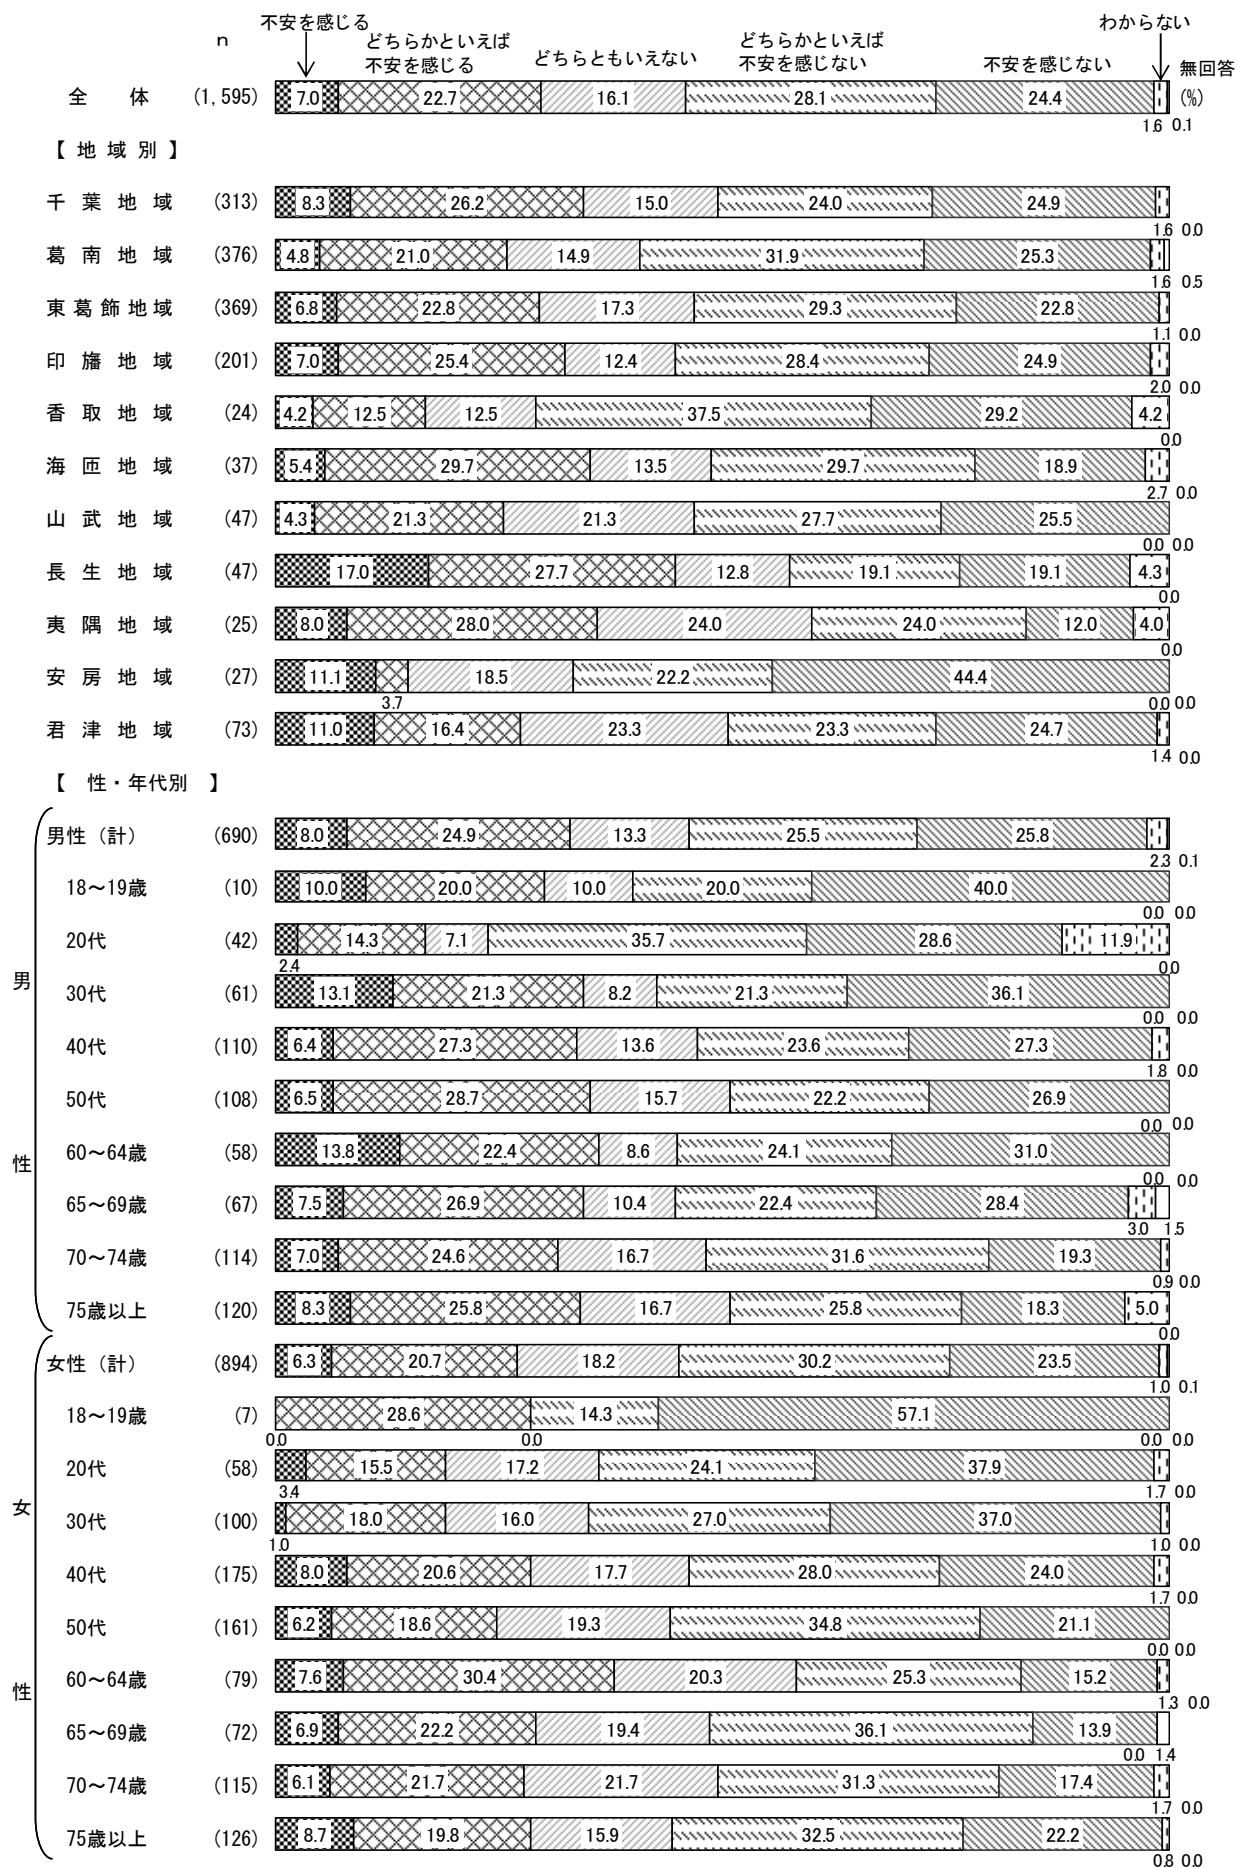 不安を感じる
わからない
n
どちらかといえば
不安を感じる
どちらともいえない
どちらかといえば
不安を感じない
不安を感じない
無回答
全 体 (1,595) 7.0 22.7 16.1 28.1 24.4 (%)
1.6 0.1
【 地 域 別 】
千 葉 地 域 (313) 8.3 26.2 15.0 24.0 24.9
1.6 0.0
葛 南 地 域 (376) 4.8 21.0 14.9 31.9 25.3
1.6 0.5
東 葛 飾 地 域 (369) 6.8 22.8 17.3 29.3 22.8
1.1 0.0
印 旛 地 域 (201) 7.0 25.4 12.4 28.4 24.9
2.0 0.0
香 取 地 域 (24) 4.2 12.5 12.5 37.5 29.2 4.2
0.0
海 匝 地 域 (37) 5.4 29.7 13.5 29.7 18.9
2.7 0.0
山 武 地 域 (47) 4.3 21.3 21.3 27.7 25.5
0.0 0.0
長 生 地 域 (47) 17.0 27.7 12.8 19.1 19.1 4.3
0.0
夷 隅 地 域 (25) 8.0 28.0 24.0 24.0 12.0 4.0
0.0
安 房 地 域 (27) 11.1 18.5 22.2 44.4
3.7 0.0 0.0
君 津 地 域 (73) 11.0 16.4 23.3 23.3 24.7
1.4 0.0
【 性・年代別 】
男性（計） (690) 8.0 24.9 13.3 25.5 25.8
2.3 0.1
18～19歳 (10) 10.0 20.0 10.0 20.0 40.0
0.0 0.0
20代 (42) 14.3 7.1 35.7 28.6 11.9
2.4 0.0
男
30代 (61) 13.1 21.3 8.2 21.3 36.1
0.0 0.0
40代 (110) 6.4 27.3 13.6 23.6 27.3
1.8 0.0
50代 (108) 6.5 28.7 15.7 22.2 26.9
0.0 0.0
60～64歳 (58) 13.8 22.4 8.6 24.1 31.0
性
0.0 0.0
65～69歳 (67) 7.5 26.9 10.4 22.4 28.4
3.0 1.5
70～74歳 (114) 7.0 24.6 16.7 31.6 19.3
0.9 0.0
75歳以上 (120) 8.3 25.8 16.7 25.8 18.3 5.0
0.0
女性（計） (894) 6.3 20.7 18.2 30.2 23.5
1.0 0.1
18～19歳 (7) 28.6 14.3 57.1
0.0 0.0 0.0 0.0
20代 (58) 15.5 17.2 24.1 37.9
3.4 1.7 0.0
女
30代 (100) 18.0 16.0 27.0 37.0
1.0 1.0 0.0
40代 (175) 8.0 20.6 17.7 28.0 24.0
1.7 0.0
50代 (161) 6.2 18.6 19.3 34.8 21.1
0.0 0.0
60～64歳 (79) 7.6 30.4 20.3 25.3 15.2
性
1.3 0.0
65～69歳 (72) 6.9 22.2 19.4 36.1 13.9
0.0 1.4
70～74歳 (115) 6.1 21.7 21.7 31.3 17.4
1.7 0.0
75歳以上 (126) 8.7 19.8 15.9 32.5 22.2
0.8 0.0